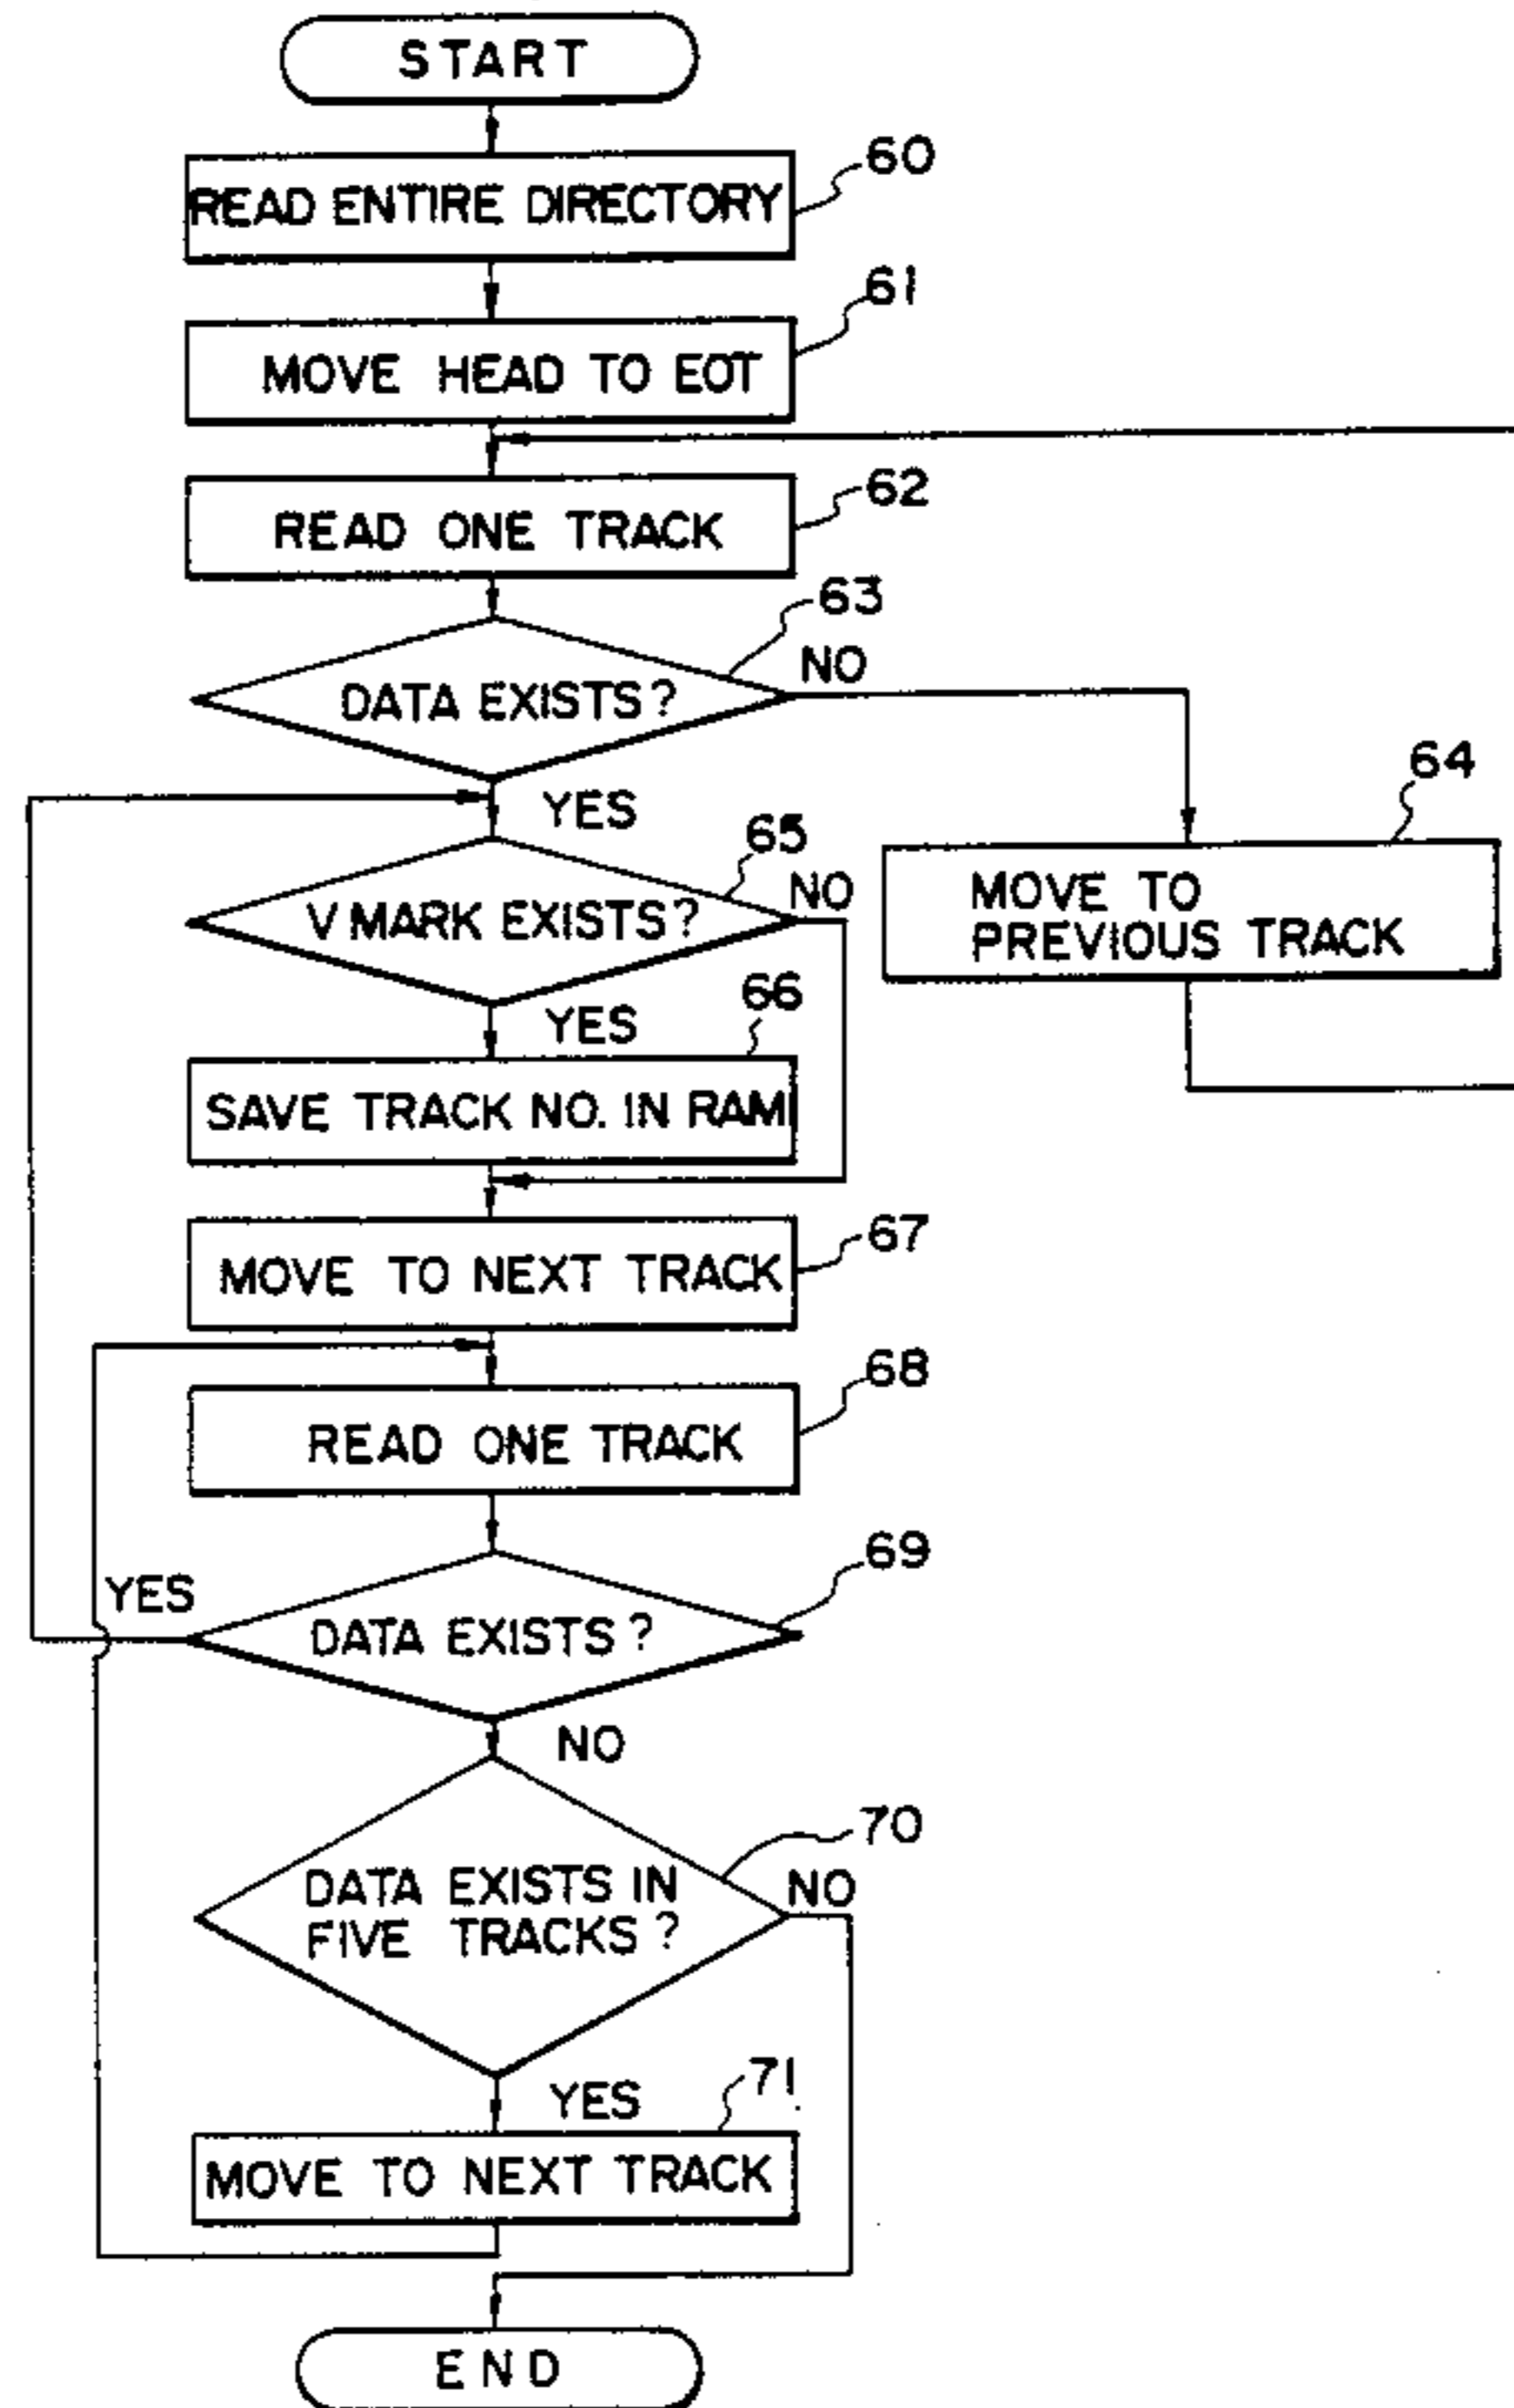 START
60
READ ENTIRE DIRECTORY
61
MOVE HEAD TO EOT
62
READ ONE TRACK
63
NO
DATA EXISTS?
64
YES
65
NO
MOVE TO
PREVIOUS TRACK
V MARK EXISTS?
66
YES
SAVE TRACK NO. IN RAM
67
MOVE TO NEXT TRACK
68
READ ONE TRACK
69
YES
DATA EXISTS?
NO
70
NO
DATA EXISTS IN
FIVE TRACKS?
71
YES
MOVE TO NEXT TRACK
END